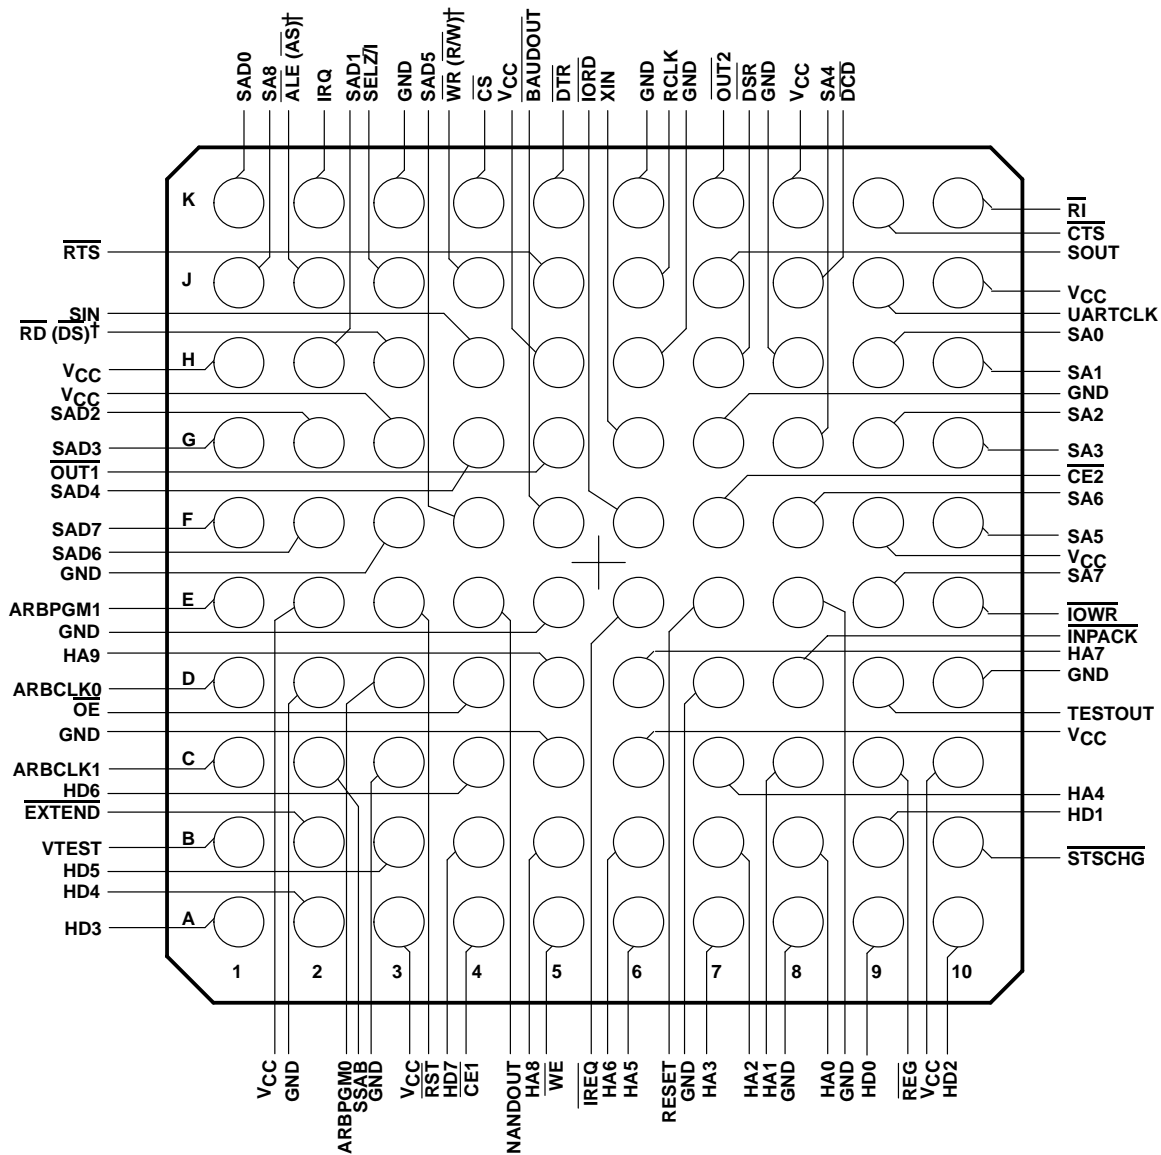 SAD0
SA8
ALE (AS)†
IRQ
SAD1
SELZ/I
GND
SAD5
WR (R/W)†
CS
VCC
BAUDOUT
DTR
IORD
XIN
GND
RCLK
GND
OUT2
DSR
GND
VCC
SA4
DCD
RTS
SIN
RD (DS)†
VCC
VCC
SAD2
SAD3
OUT1
SAD4
SAD7
SAD6
GND
ARBPGM1
GND
HA9
ARBCLK0
OE
GND
ARBCLK1
HD6
EXTEND
VTEST
HD5
HD4
HD3
K
J
H
G
F
E
D
C
B
A
1 2 3 4 5 6 7 8 9 10
RI
CTS
SOUT
VCC
UARTCLK
SA0
SA1
GND
SA2
SA3
CE2
SA6
SA5
VCC
SA7
IOWR
INPACK
HA7
GND
TESTOUT
VCC
HA4
HD1
STSCHG
VCC
GND
ARBPGM0
SSAB
GND
VCC
RST
HD7
CE1
NANDOUT
HA8
WE
IREQ
HA6
HA5
RESET
GND
HA3
HA2
HA1
GND
HA0
GND
HD0
REG
VCC
HD2